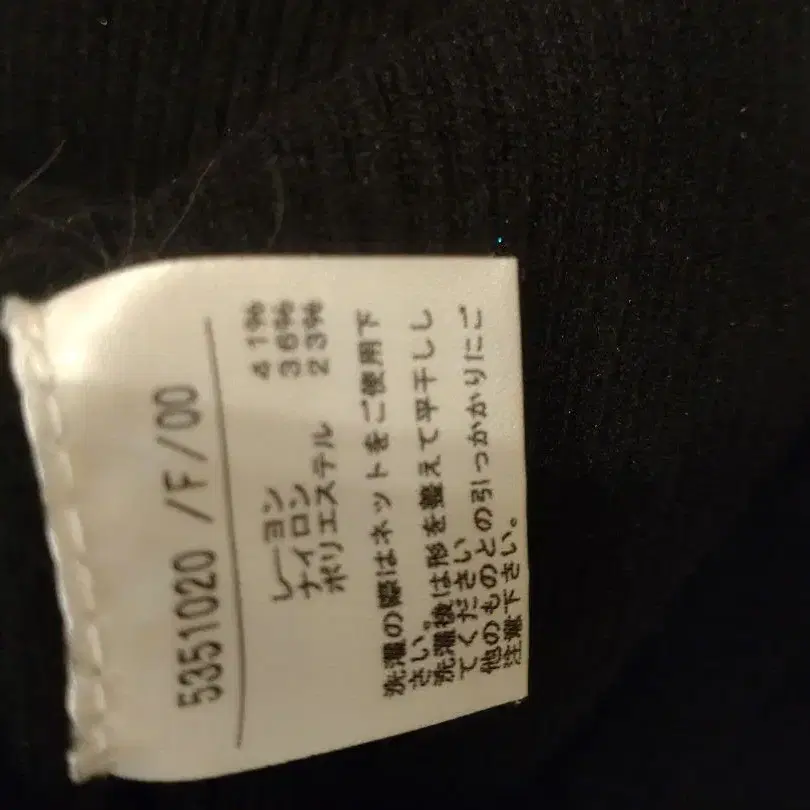 5351020 /F/00
レーヨン 41%
ナイロン 36%
ポリエステル 23%
洗濯の際はネットをご使用下
さい。
洗濯後は形を整えて平干しし
てください
他のものとの引っかかりにご
注意下さい。